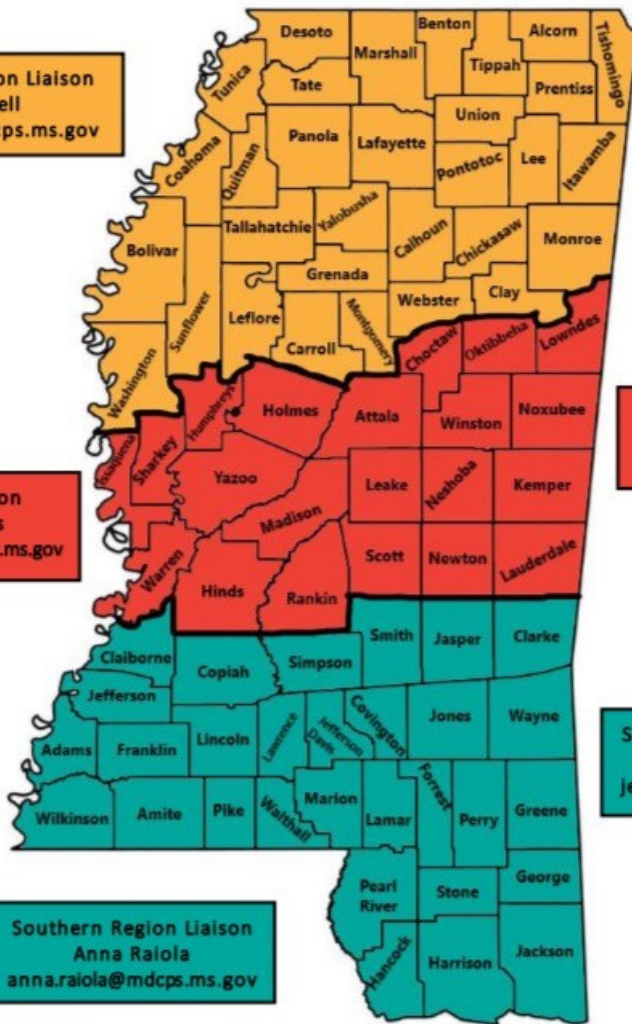 Desoto
Benton
Alcorn
Tishomingo
Marshall
Tippah
on Liaison
ell
cps.ms.gov
Tunica
Tate
Prentiss
Union
Panola
Lafayette
Coahoma
Quitman
Pontotoc
Lee
Itawamba
Tallahatchie
Yalobusha
Calhoun
Chickasaw
Monroe
Bolivar
Grenada
Sunflower
Leflore
Montgomery
Webster
Clay
Carroll
Washington
Choctaw
Oktibbeha
Lowndes
Humphreys
Holmes
Attala
Winston
Noxubee
Issaquena
Sharkey
Yazoo
Leake
Neshoba
Kemper
on
s
.ms.gov
Madison
Warren
Scott
Newton
Lauderdale
Hinds
Rankin
Smith
Jasper
Clarke
Claiborne
Copiah
Simpson
Jefferson
Lawrence
Jefferson
Davis
Covington
Jones
Wayne
Adams
Franklin
Lincoln
S
je
Wilkinson
Amite
Pike
Walthall
Marion
Lamar
Forrest
Perry
Greene
Pearl
River
Stone
George
Hancock
Harrison
Jackson
Southern Region Liaison
Anna Raiola
anna.raiola@mdcps.ms.gov